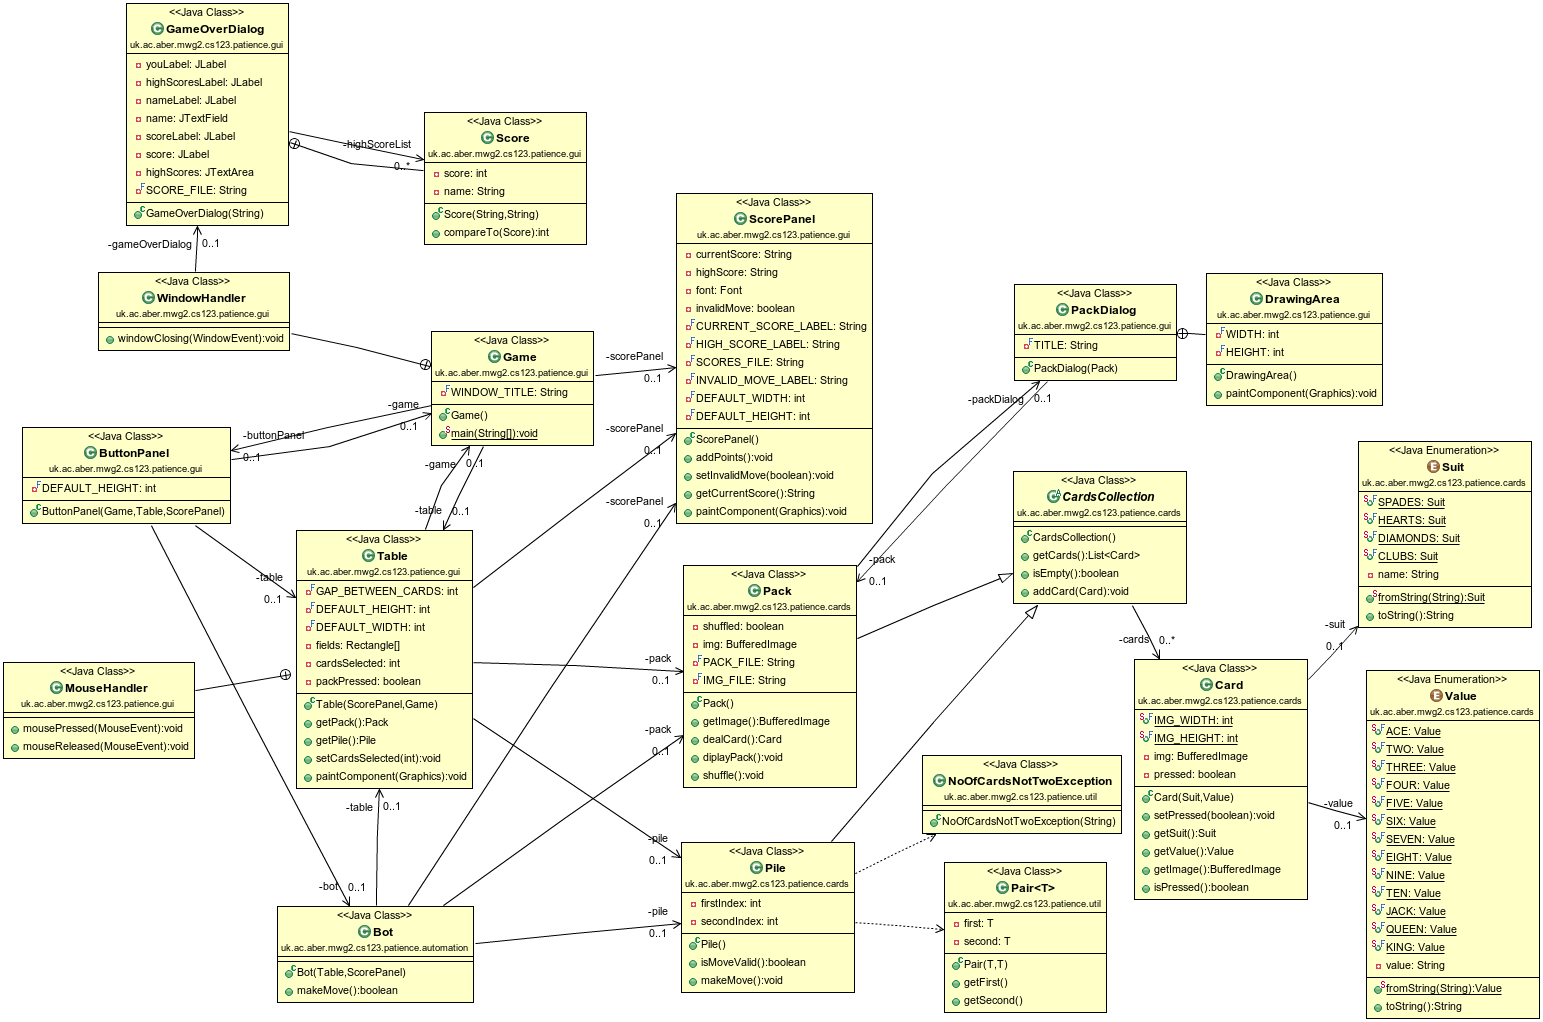 <<Java Class>>
GameOverDialog
uk.ac.aber.mwg2.cs123.patience.gui
youLabel: JLabel
highScoresLabel: JLabel
nameLabel: JLabel
name: JTextField
scoreLabel: JLabel
score: JLabel
highScores: JTextArea
SCORE_FILE: String
GameOverDialog(String)
-highScoreList
0..*
<<Java Class>>
Score
uk.ac.aber.mwg2.cs123.patience.gui
score: int
name: String
Score(String,String)
compareTo(Score):int
-gameOverDialog
0..1
<<Java Class>>
WindowHandler
uk.ac.aber.mwg2.cs123.patience.gui
windowClosing(WindowEvent):void
<<Java Class>>
Game
uk.ac.aber.mwg2.cs123.patience.gui
WINDOW_TITLE: String
Game()
main(String[]):void
-scorePanel
0..1
-game
0..1
-buttonPanel
0..1
-scorePanel
0..1
-game
0..1
-table
0..1
-scorePanel
0..1
<<Java Class>>
ScorePanel
uk.ac.aber.mwg2.cs123.patience.gui
currentScore: String
highScore: String
font: Font
invalidMove: boolean
CURRENT_SCORE_LABEL: String
HIGH_SCORE_LABEL: String
SCORES_FILE: String
INVALID_MOVE_LABEL: String
DEFAULT_WIDTH: int
DEFAULT_HEIGHT: int
ScorePanel()
addPoints():void
setInvalidMove(boolean):void
getCurrentScore():String
paintComponent(Graphics):void
<<Java Class>>
PackDialog
uk.ac.aber.mwg2.cs123.patience.gui
TITLE: String
PackDialog(Pack)
<<Java Class>>
DrawingArea
uk.ac.aber.mwg2.cs123.patience.gui
WIDTH: int
HEIGHT: int
DrawingArea()
paintComponent(Graphics):void
-packDialog
0..1
<<Java Class>>
ButtonPanel
uk.ac.aber.mwg2.cs123.patience.gui
DEFAULT_HEIGHT: int
ButtonPanel(Game,Table,ScorePanel)
-table
0..1
<<Java Class>>
Table
uk.ac.aber.mwg2.cs123.patience.gui
GAP_BETWEEN_CARDS: int
DEFAULT_HEIGHT: int
DEFAULT_WIDTH: int
fields: Rectangle[]
cardsSelected: int
packPressed: boolean
Table(ScorePanel,Game)
getPack():Pack
getPile():Pile
setCardsSelected(int):void
paintComponent(Graphics):void
<<Java Class>>
MouseHandler
uk.ac.aber.mwg2.cs123.patience.gui
mousePressed(MouseEvent):void
mouseReleased(MouseEvent):void
-pack
0..1
-pack
0..1
-pack
0..1
<<Java Class>>
Pack
uk.ac.aber.mwg2.cs123.patience.cards
shuffled: boolean
img: BufferedImage
PACK_FILE: String
IMG_FILE: String
Pack()
getImage():BufferedImage
dealCard():Card
diplayPack():void
shuffle():void
<<Java Class>>
CardsCollection
uk.ac.aber.mwg2.cs123.patience.cards
CardsCollection()
getCards():List<Card>
isEmpty():boolean
addCard(Card):void
-cards
0..*
<<Java Enumeration>>
Suit
uk.ac.aber.mwg2.cs123.patience.cards
SPADES: Suit
HEARTS: Suit
DIAMONDS: Suit
CLUBS: Suit
name: String
fromString(String):Suit
toString():String
-suit
0..1
<<Java Class>>
Card
uk.ac.aber.mwg2.cs123.patience.cards
IMG_WIDTH: int
IMG_HEIGHT: int
img: BufferedImage
pressed: boolean
Card(Suit,Value)
setPressed(boolean):void
getSuit():Suit
getValue():Value
getImage():BufferedImage
isPressed():boolean
-value
0..1
<<Java Enumeration>>
Value
uk.ac.aber.mwg2.cs123.patience.cards
ACE: Value
TWO: Value
THREE: Value
FOUR: Value
FIVE: Value
SIX: Value
SEVEN: Value
EIGHT: Value
NINE: Value
TEN: Value
JACK: Value
QUEEN: Value
KING: Value
value: String
fromString(String):Value
toString():String
<<Java Class>>
NoOfCardsNotTwoException
uk.ac.aber.mwg2.cs123.patience.util
NoOfCardsNotTwoException(String)
-table
0..1
-pile
0..1
-bot
0..1
-pile
0..1
<<Java Class>>
Pile
uk.ac.aber.mwg2.cs123.patience.cards
firstIndex: int
secondIndex: int
Pile()
isMoveValid():boolean
makeMove():void
<<Java Class>>
Pair<T>
uk.ac.aber.mwg2.cs123.patience.util
first: T
second: T
Pair(T,T)
getFirst()
getSecond()
<<Java Class>>
Bot
uk.ac.aber.mwg2.cs123.patience.automation
Bot(Table,ScorePanel)
makeMove():boolean